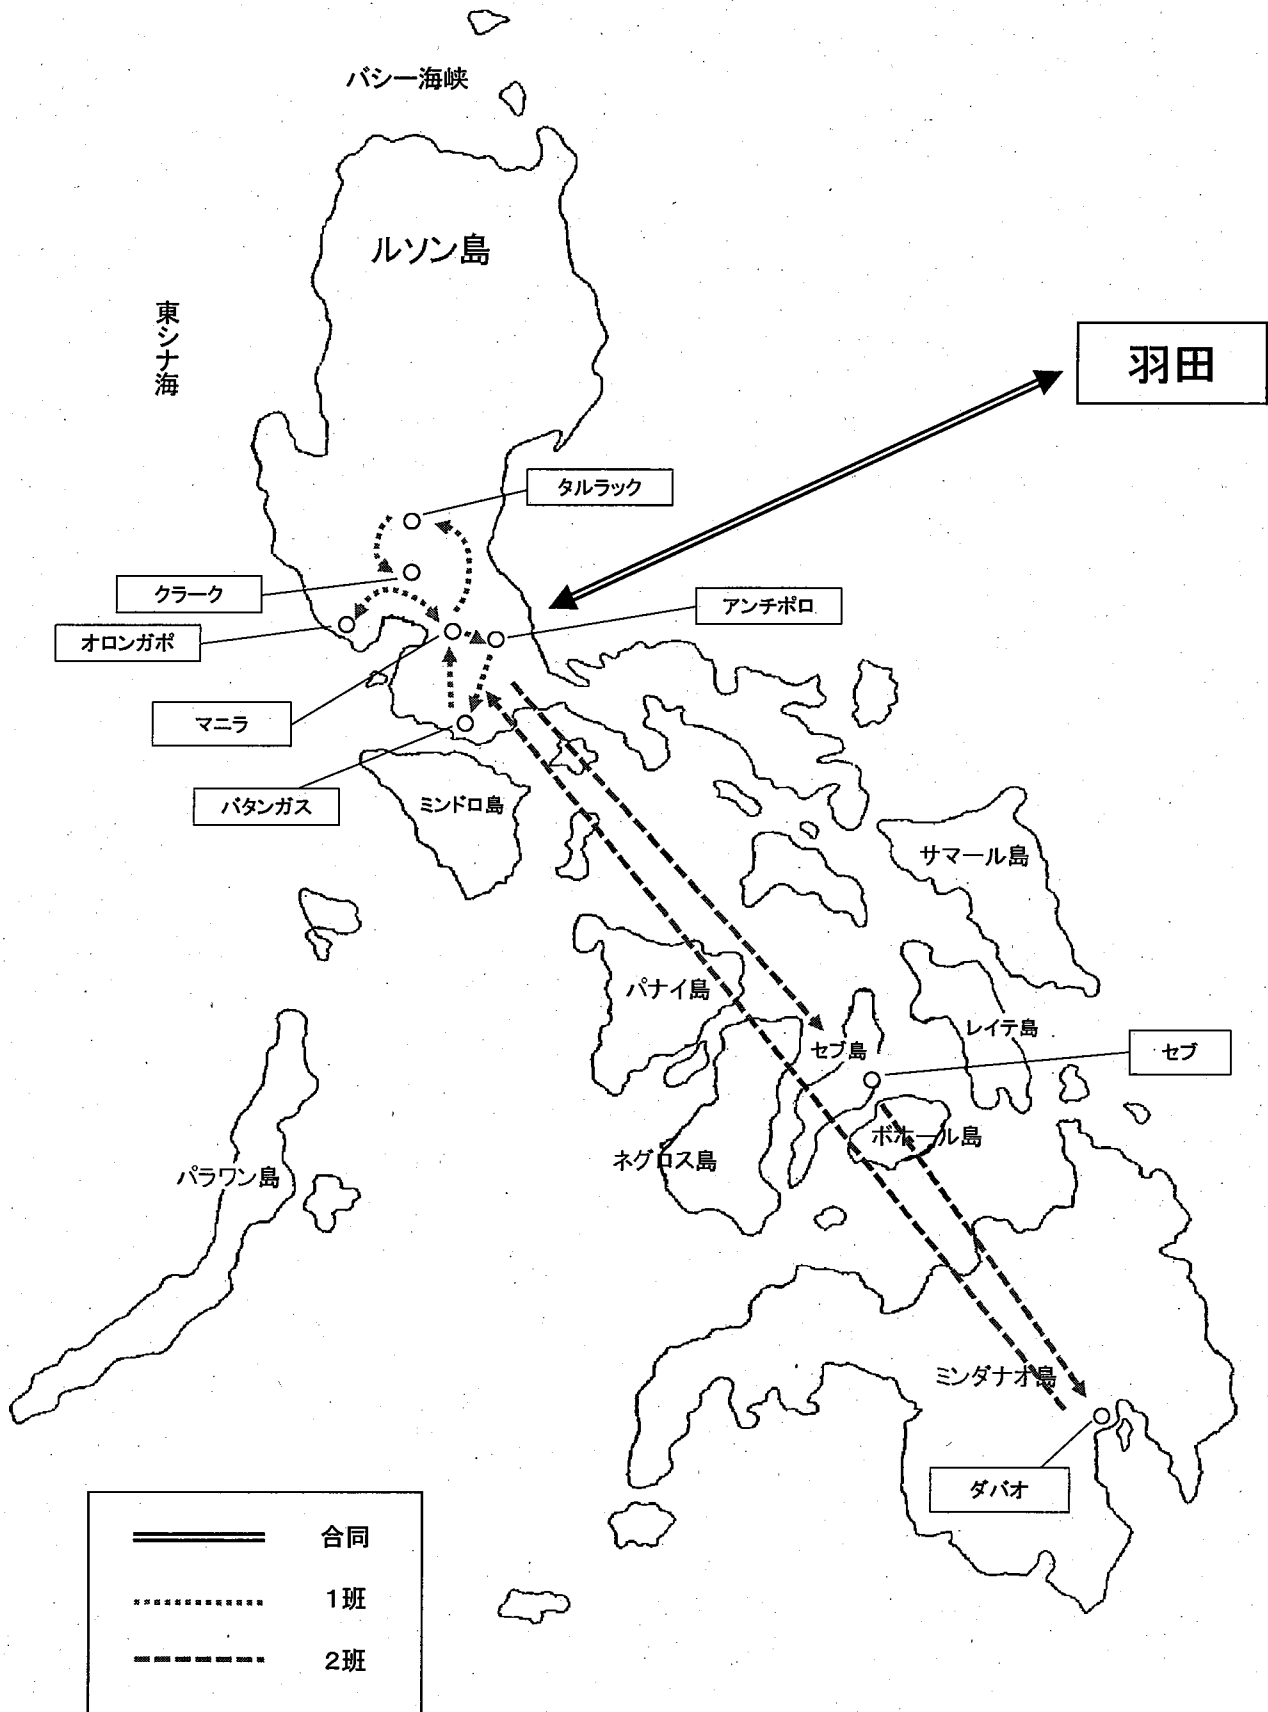 バシー海峡
ルソン島
東シナ海
羽田
タルラック
クラーク
アンチポロ
オロンガポ
マニラ
バタンガス
ミンドロ島
サマール島
パナイ島
レイテ島
セブ島
セブ
ボホール島
ネグロス島
パラワン島
ミンダナオ島
ダバオ
合同
1班
2班